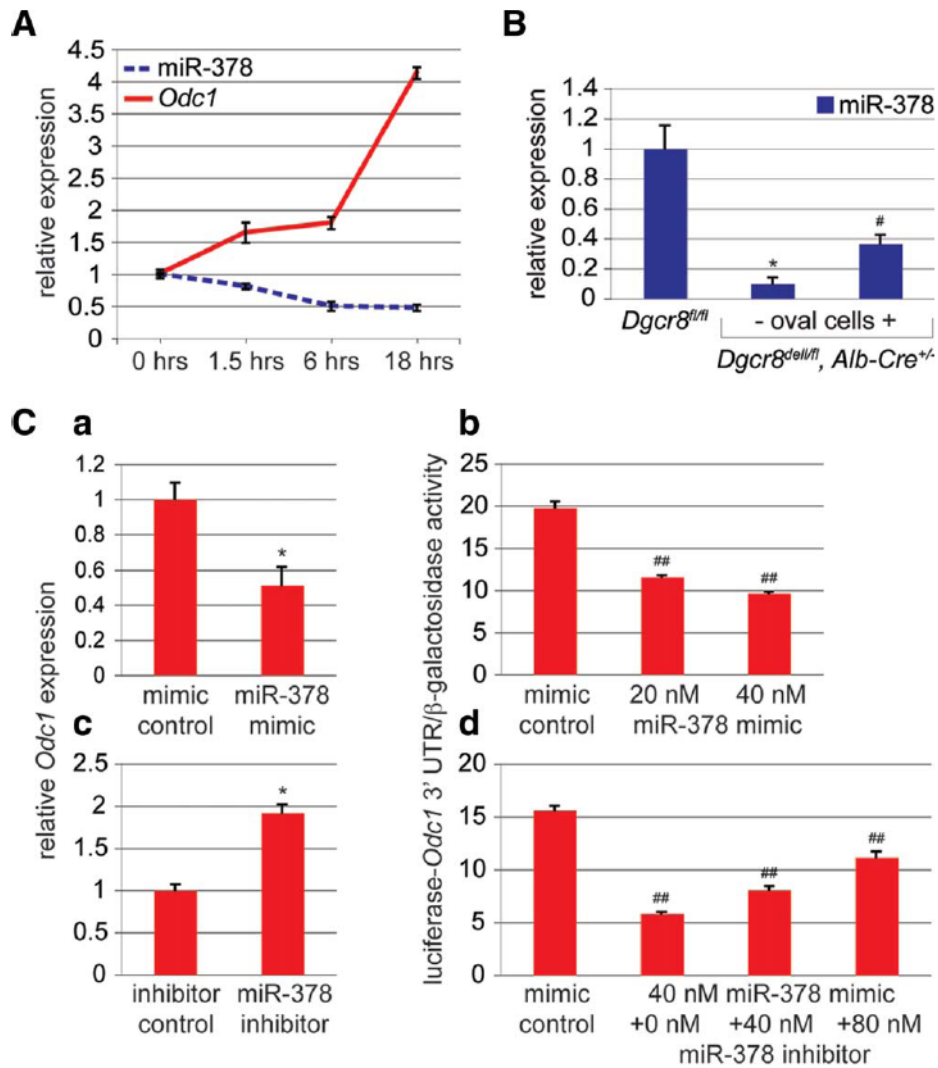 A
relative expression
4.5
4
3.5
3
2.5
2
1.5
1
0.5
0
miR-378
Odc1
0 hrs 1.5 hrs 6 hrs 18 hrs
B
relative expression
1.4
1.2
1
0.8
0.6
0.4
0.2
0
miR-378
*
#
Dgcr8fl/fl
- oval cells +
Dgcr8dell/fl, Alb-Cre+/-
C
a
relative Odc1 expression
1.2
1
0.8
0.6
0.4
0.2
0
*
mimic miR-378
control mimic
b
luciferase-Odc1 3' UTR/β-galactosidase activity
25
20
15
10
5
0
##
##
mimic 20 nM 40 nM
control miR-378 mimic
c
2.5
2
1.5
1
0.5
0
*
inhibitor miR-378
control inhibitor
d
20
15
10
5
0
##
##
##
mimic 40 nM miR-378 mimic
control +0 nM +40 nM +80 nM
miR-378 inhibitor